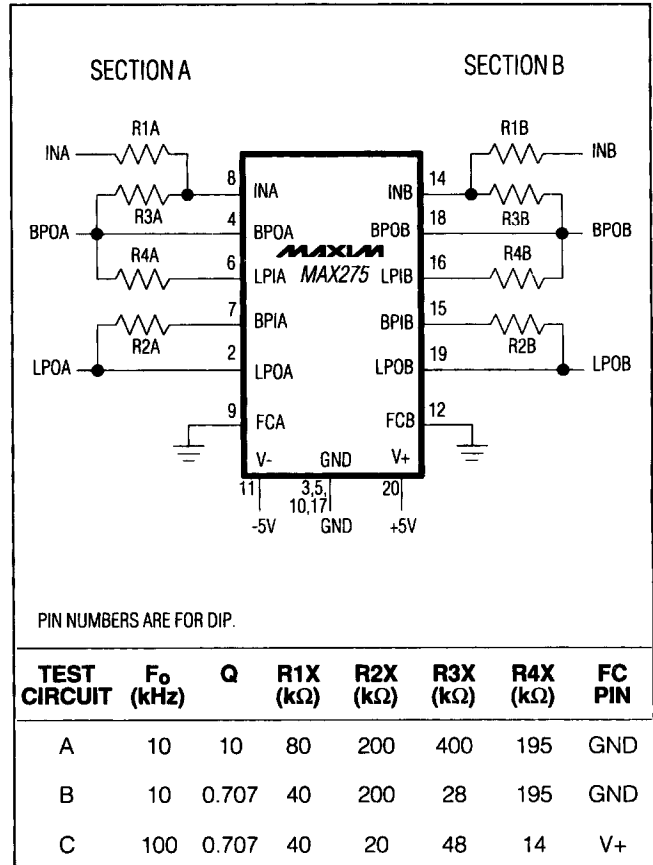 SECTION A SECTION B
R1A R1B
INA INB
8 14
INA INB
R3A R3B
4 18
BPOA BPOA BPOB BPOB
MAXIM
R4A R4B
6 16
LPIA MAX275 LPIB
7 15
BPIA BPIB
R2A R2B
2 19
LPOA LPOA LPOB LPOB
9 12
FCA FCB
V- GND V+
11 3,5, 20
10,17
-5V GND +5V
PIN NUMBERS ARE FOR DIP.
TEST CIRCUIT Fo (kHz) Q R1X (kΩ) R2X (kΩ) R3X (kΩ) R4X (kΩ) FC PIN
A 10 10 80 200 400 195 GND
B 10 0.707 40 200 28 195 GND
C 100 0.707 40 20 48 14 V+